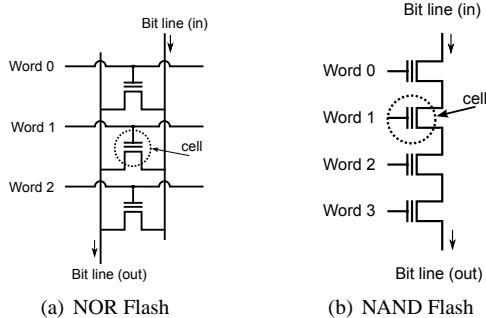 Bit line (in)
Word 0
Word 1
cell
Word 2
Bit line (out)
(a) NOR Flash
Bit line (in)
Word 0
cell
Word 1
Word 2
Word 3
Bit line (out)
(b) NAND Flash